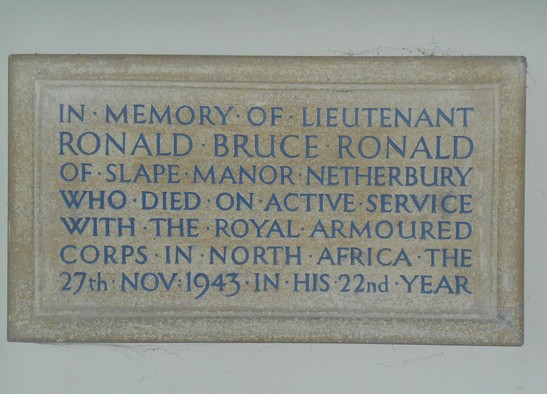 IN · MEMORY · OF · LIEUTENANT
RONALD · BRUCE · RONALD
OF · SLAPE · MANOR · NETHERBURY
WHO · DIED · ON · ACTIVE · SERVICE
WITH · THE · ROYAL · ARMOURED
CORPS · IN · NORTH · AFRICA · THE
27th · NOV: 1943 · IN · HIS · 22nd · YEAR